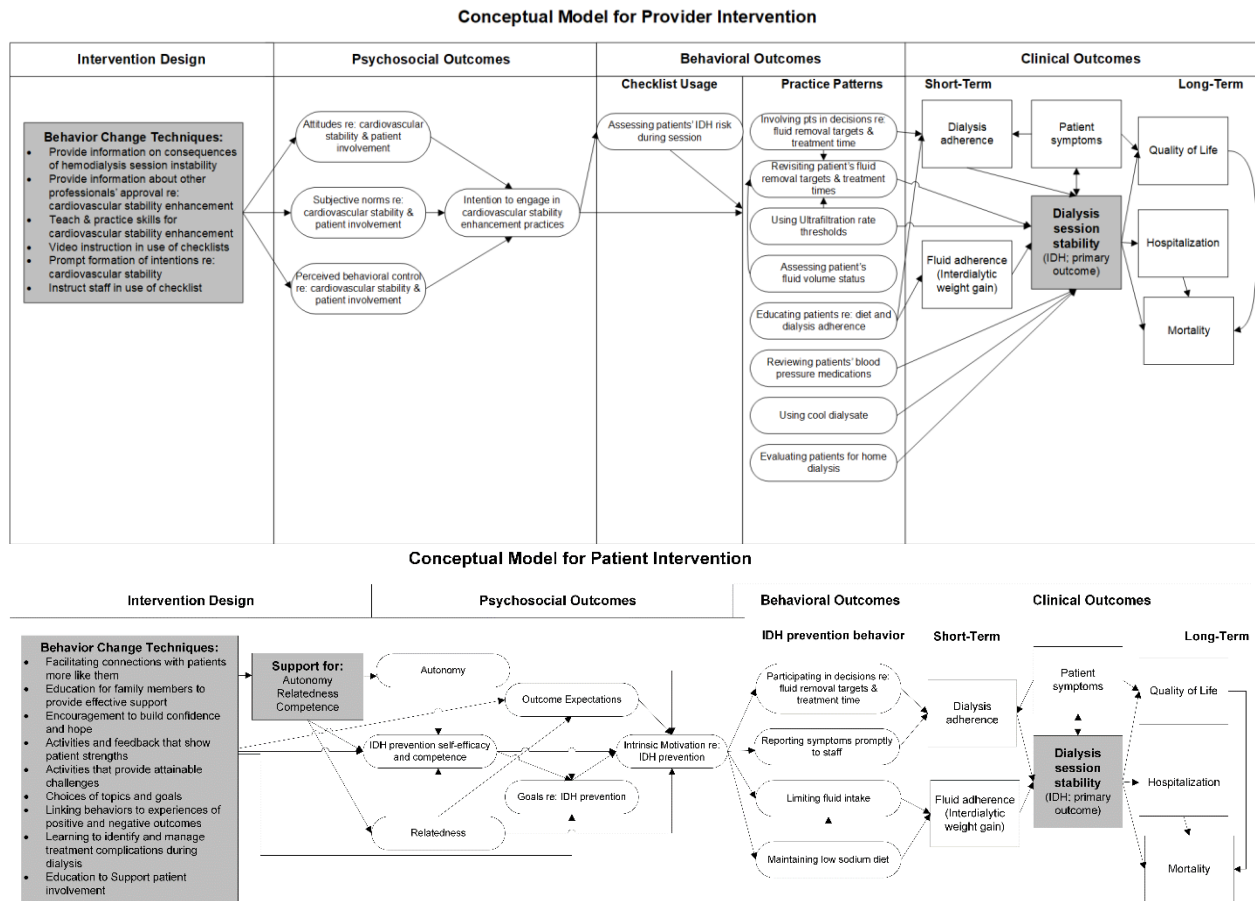 Conceptual Model for Provider Intervention
Intervention Design
Psychosocial Outcomes
Behavioral Outcomes
Clinical Outcomes
Checklist Usage
Practice Patterns
Short-Term
Long-Term
Behavior Change Techniques:
• Provide information on consequences
of hemodialysis session instability
• Provide information about other
professionals' approval re:
cardiovascular stability enhancement
• Teach & practice skills for
cardiovascular stability enhancement
• Video instruction in use of checklists
• Prompt formation of intentions re:
cardiovascular stability
• Instruct staff in use of checklist
Attitudes re: cardiovascular
stability & patient
involvement
Subjective norms re:
cardiovascular stability &
patient involvement
Perceived behavioral control
re: cardiovascular stability &
patient involvement
Intention to engage in
cardiovascular stability
enhancement practices
Assessing patients' IDH risk
during session
Involving pts in decisions re:
fluid removal targets &
treatment time
Revisiting patient's fluid
removal targets & treatment
times
Using Ultrafiltration rate
thresholds
Assessing patient's
fluid volume status
Educating patients re: diet and
dialysis adherence
Reviewing patients' blood
pressure medications
Using cool dialysate
Evaluating patients for home
dialysis
Dialysis
adherence
Patient
symptoms
Fluid adherence
(Interdialytic
weight gain)
Dialysis
session
stability
(IDH; primary
outcome)
Quality of Life
Hospitalization
Mortality
Conceptual Model for Patient Intervention
Intervention Design
Psychosocial Outcomes
Behavioral Outcomes
Clinical Outcomes
IDH prevention behavior
Short-Term
Long-Term
Behavior Change Techniques:
• Facilitating connections with patients
more like them
• Education for family members to
provide effective support
• Encouragement to build confidence
and hope
• Activities and feedback that show
patient strengths
• Activities that provide attainable
challenges
• Choices of topics and goals
• Linking behaviors to experiences of
positive and negative outcomes
• Learning to identify and manage
treatment complications during
dialysis
• Education to Support patient
involvement
Support for:
Autonomy
Relatedness
Competence
Autonomy
Outcome Expectations
IDH prevention self-efficacy
and competence
Goals re: IDH prevention
Relatedness
Intrinsic Motivation re:
IDH prevention
Participating in decisions re:
fluid removal targets &
treatment time
Reporting symptoms promptly
to staff
Limiting fluid intake
Maintaining low sodium diet
Dialysis
adherence
Fluid adherence
(Interdialytic
weight gain)
Patient
symptoms
Dialysis
session
stability
(IDH; primary
outcome)
Quality of Life
Hospitalization
Mortality